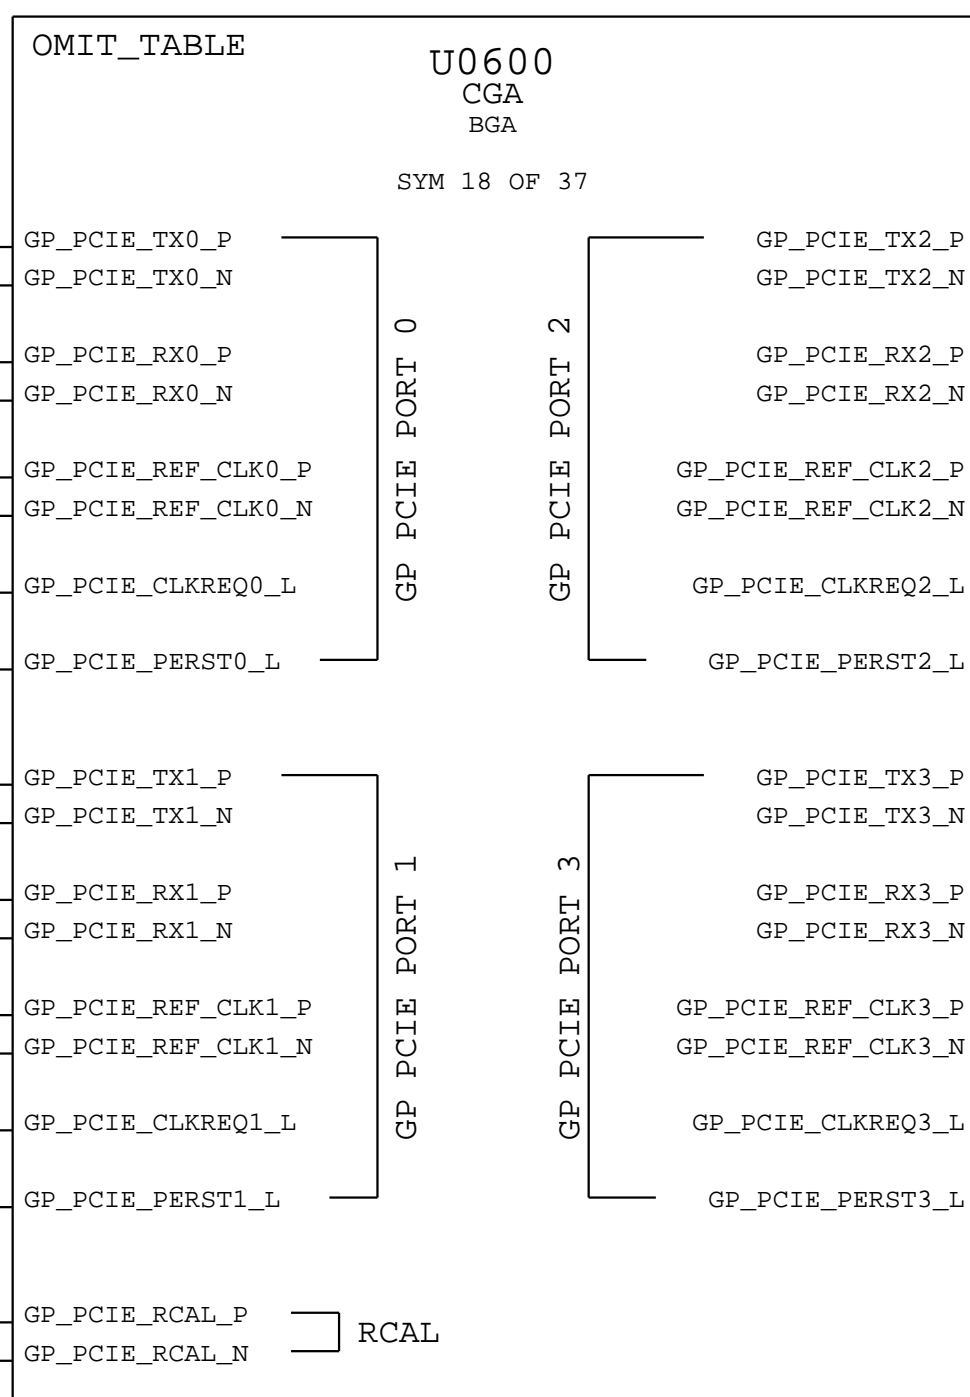 OMIT_TABLE
U0600
CGA
BGA
SYM 18 OF 37
GP_PCIE_TX0_P
GP_PCIE_TX0_N
GP_PCIE_RX0_P
GP_PCIE_RX0_N
GP_PCIE_REF_CLK0_P
GP_PCIE_REF_CLK0_N
GP_PCIE_CLKREQ0_L
GP_PCIE_PERST0_L
GP PCIE PORT 0
GP PCIE PORT 2
GP_PCIE_TX2_P
GP_PCIE_TX2_N
GP_PCIE_RX2_P
GP_PCIE_RX2_N
GP_PCIE_REF_CLK2_P
GP_PCIE_REF_CLK2_N
GP_PCIE_CLKREQ2_L
GP_PCIE_PERST2_L
GP_PCIE_TX1_P
GP_PCIE_TX1_N
GP_PCIE_RX1_P
GP_PCIE_RX1_N
GP_PCIE_REF_CLK1_P
GP_PCIE_REF_CLK1_N
GP_PCIE_CLKREQ1_L
GP_PCIE_PERST1_L
GP PCIE PORT 1
GP PCIE PORT 3
GP_PCIE_TX3_P
GP_PCIE_TX3_N
GP_PCIE_RX3_P
GP_PCIE_RX3_N
GP_PCIE_REF_CLK3_P
GP_PCIE_REF_CLK3_N
GP_PCIE_CLKREQ3_L
GP_PCIE_PERST3_L
GP_PCIE_RCAL_P
GP_PCIE_RCAL_N
RCAL